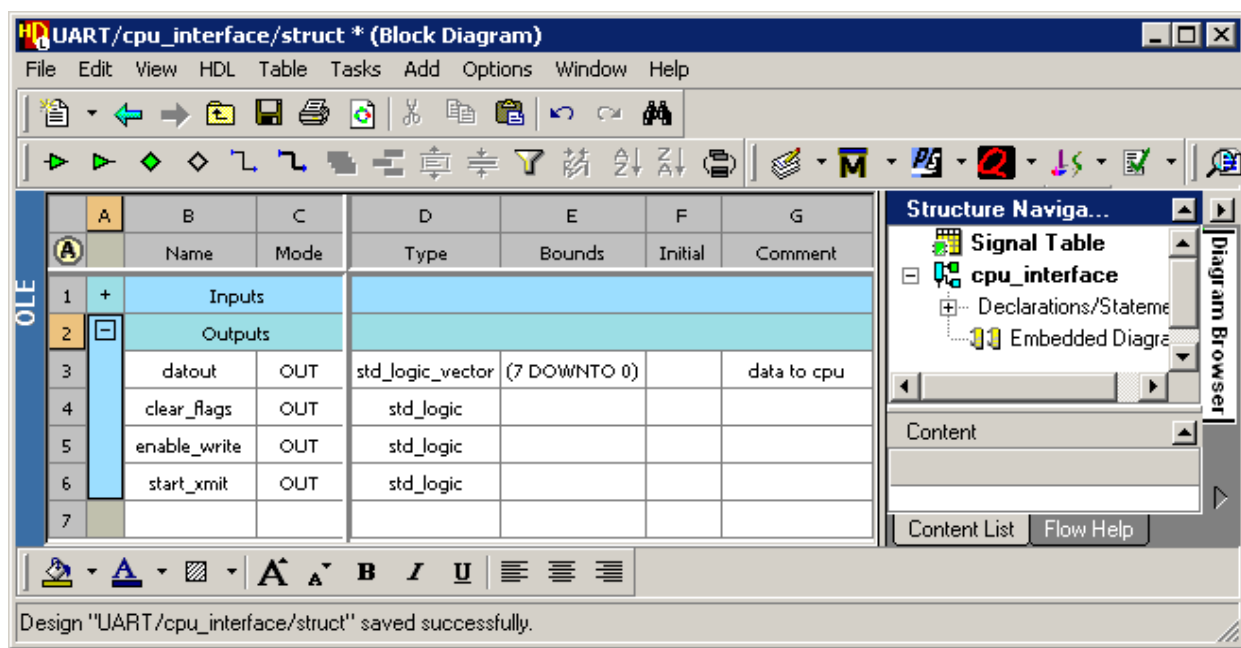 UART/cpu_interface/struct * (Block Diagram)
File Edit View HDL Table Tasks Add Options Window Help
A B C D E F G
A Name Mode Type Bounds Initial Comment
1 + Inputs
2 Outputs
3 datout OUT std_logic_vector (7 DOWNTO 0) data to cpu
4 clear_flags OUT std_logic
5 enable_write OUT std_logic
6 start_xmit OUT std_logic
7
OLE
Structure Naviga...
Signal Table
cpu_interface
Declarations/Stateme
Embedded Diagra
Diagram Browser
Content
Content List Flow Help
A A A B I U
Design "UART/cpu_interface/struct" saved successfully.